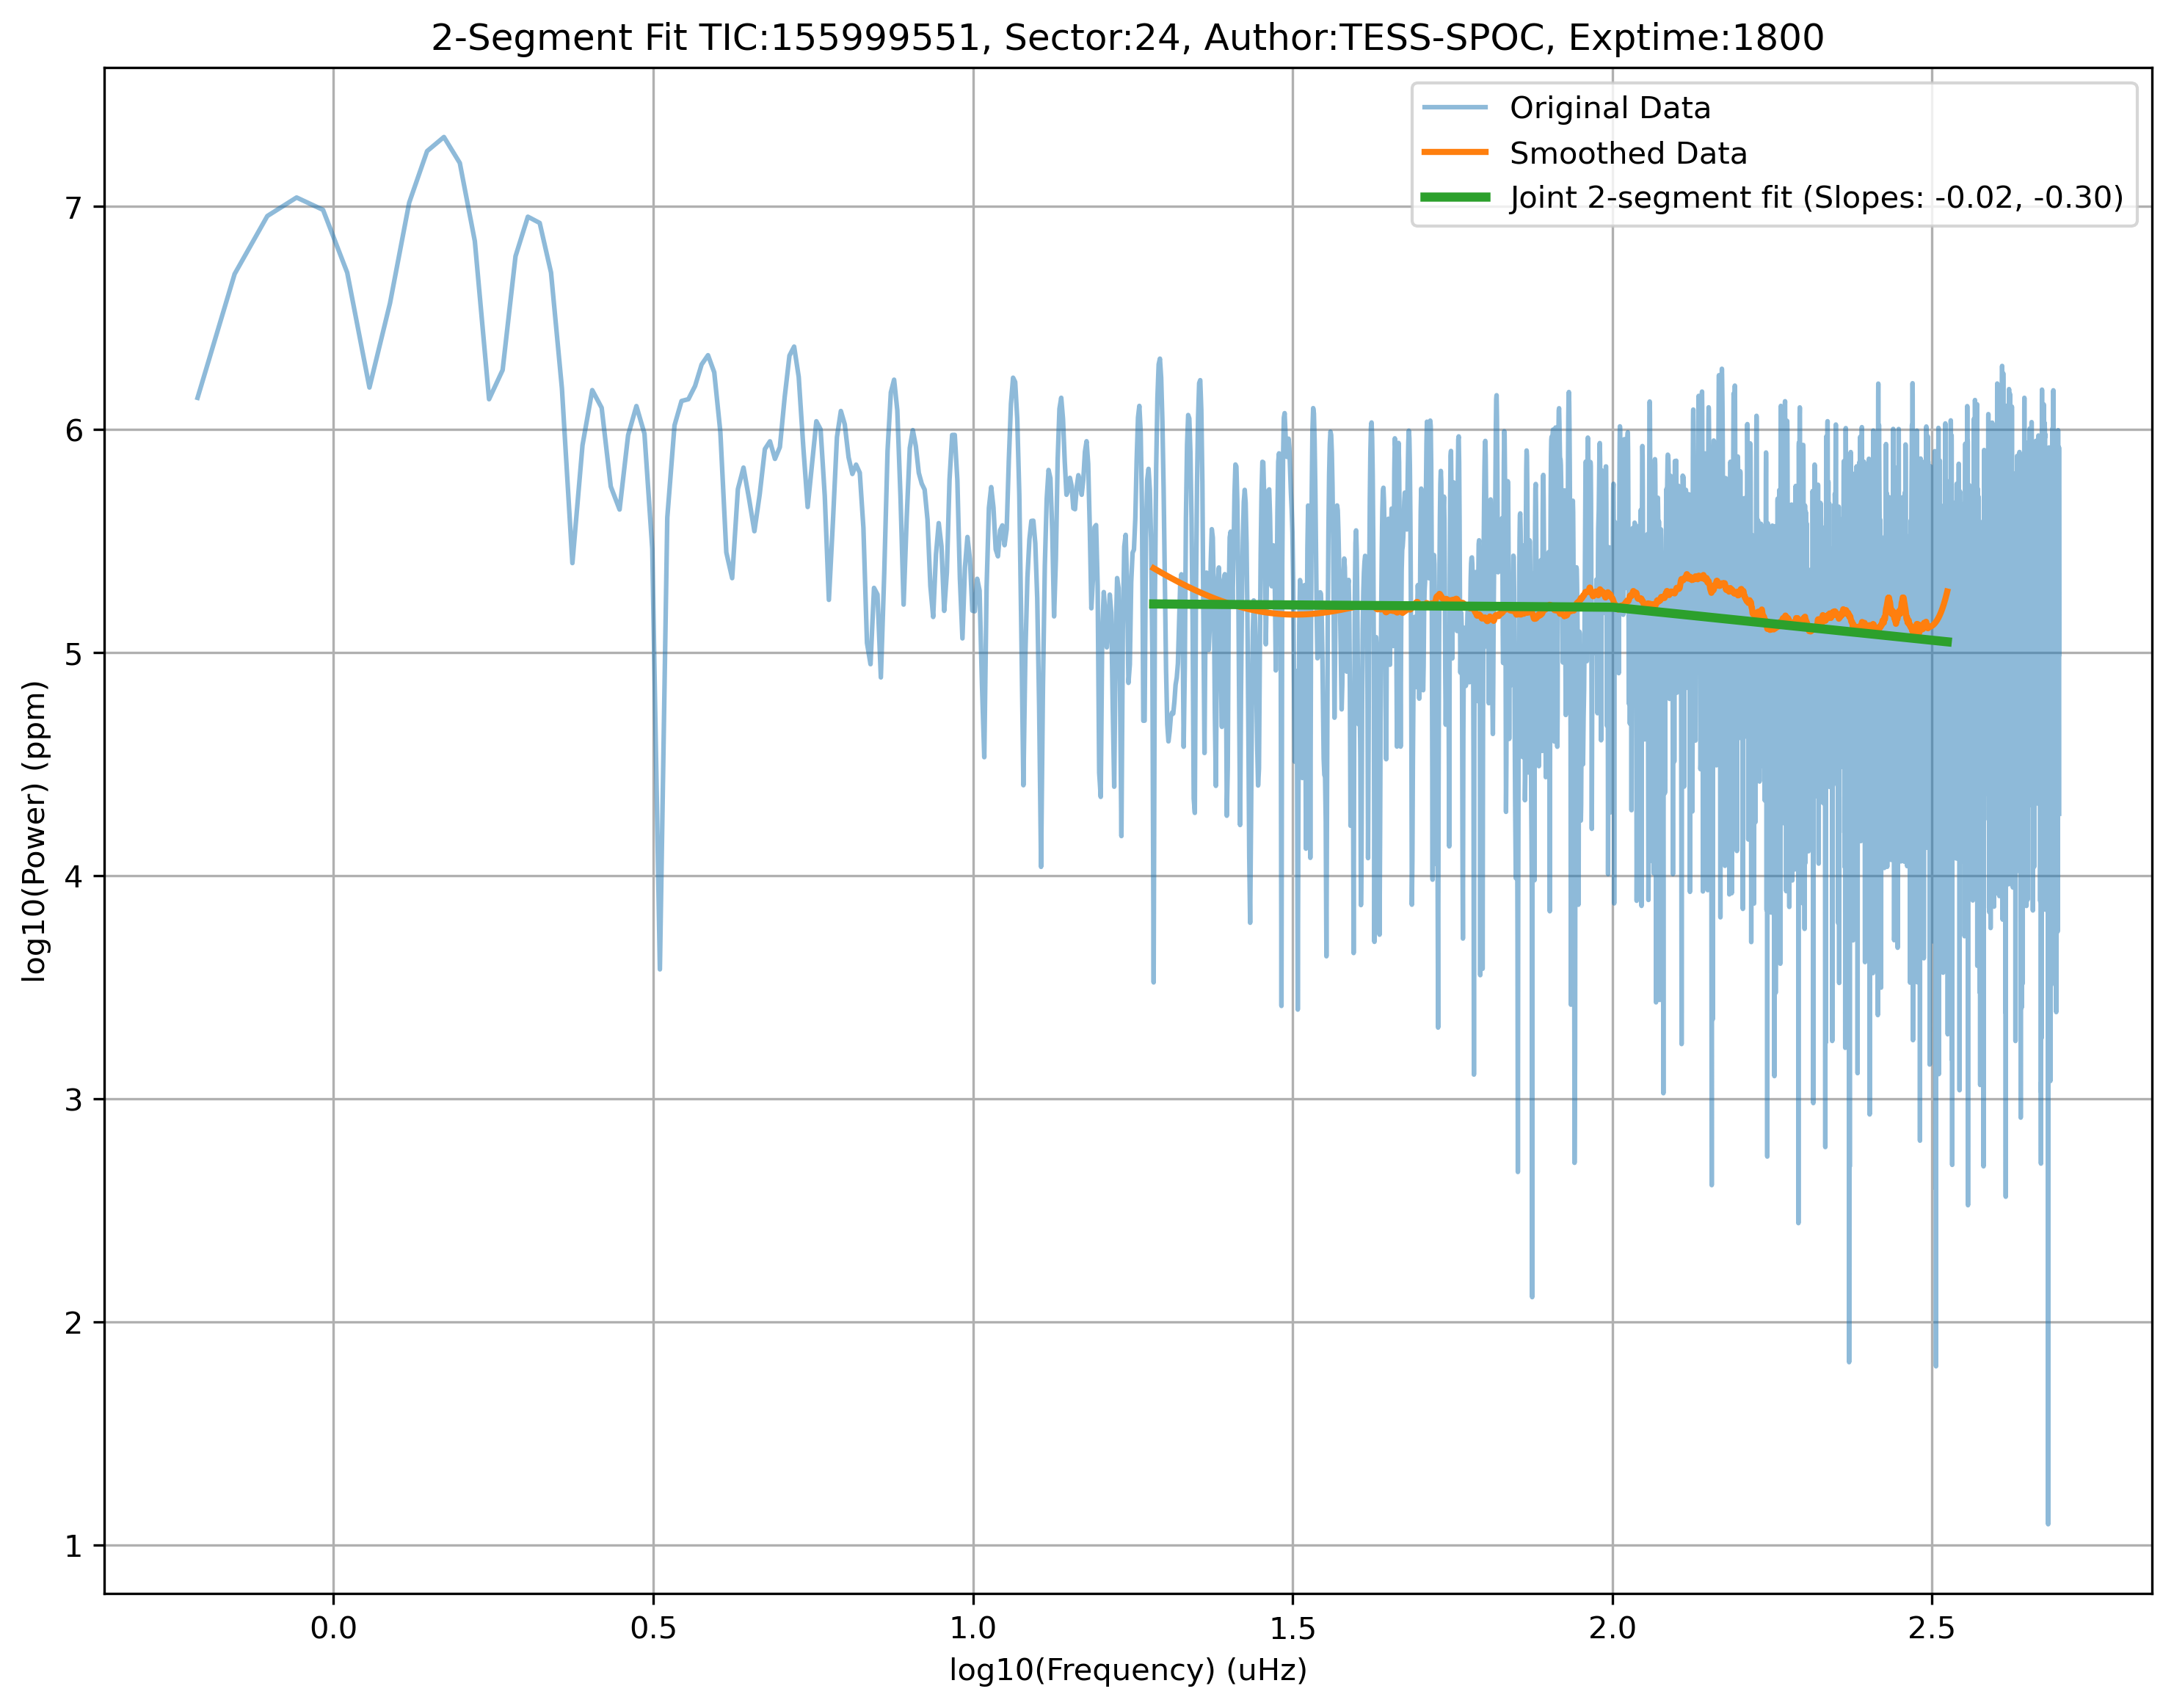 2-Segment Fit TIC:155999551, Sector:24, Author:TESS-SPOC, Exptime:1800
Original Data
Smoothed Data
Joint 2-segment fit (Slopes: -0.02, -0.30)
log10(Power) (ppm)
7
6
5
4
3
2
1
0.0 0.5 1.0 1.5 2.0 2.5
log10(Frequency) (uHz)